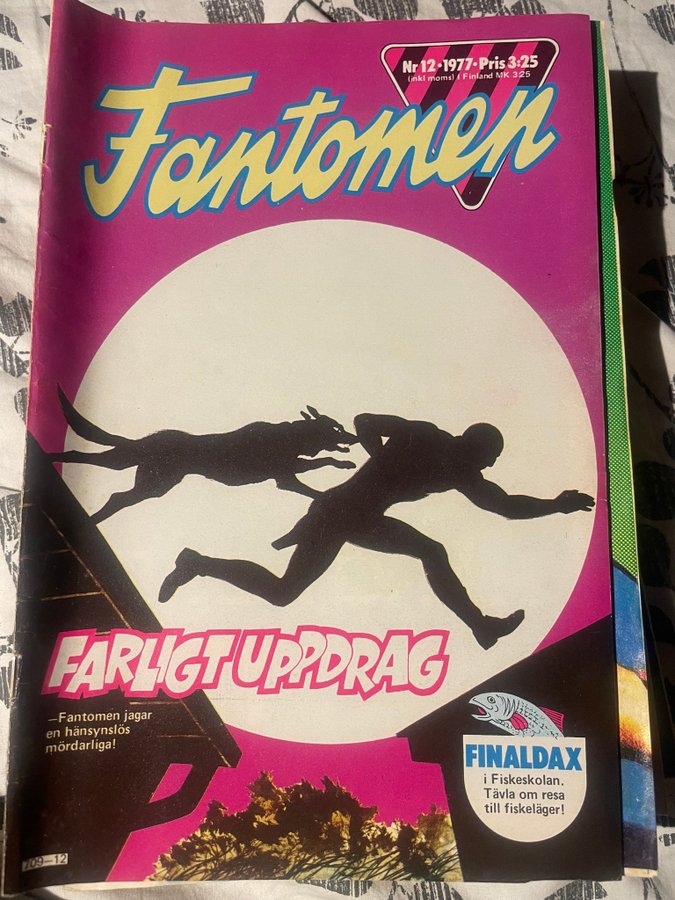 Nr 12·1977·Pris 3:25
(inkl moms) I Finland MK 3:25
Fantomen
FARLIGT UPPDRAG
—Fantomen jagar
en hänsynslös
mördarliga!
FINALDAX
i Fiskeskolan.
Tävla om resa
till fiskeläger!
709—12